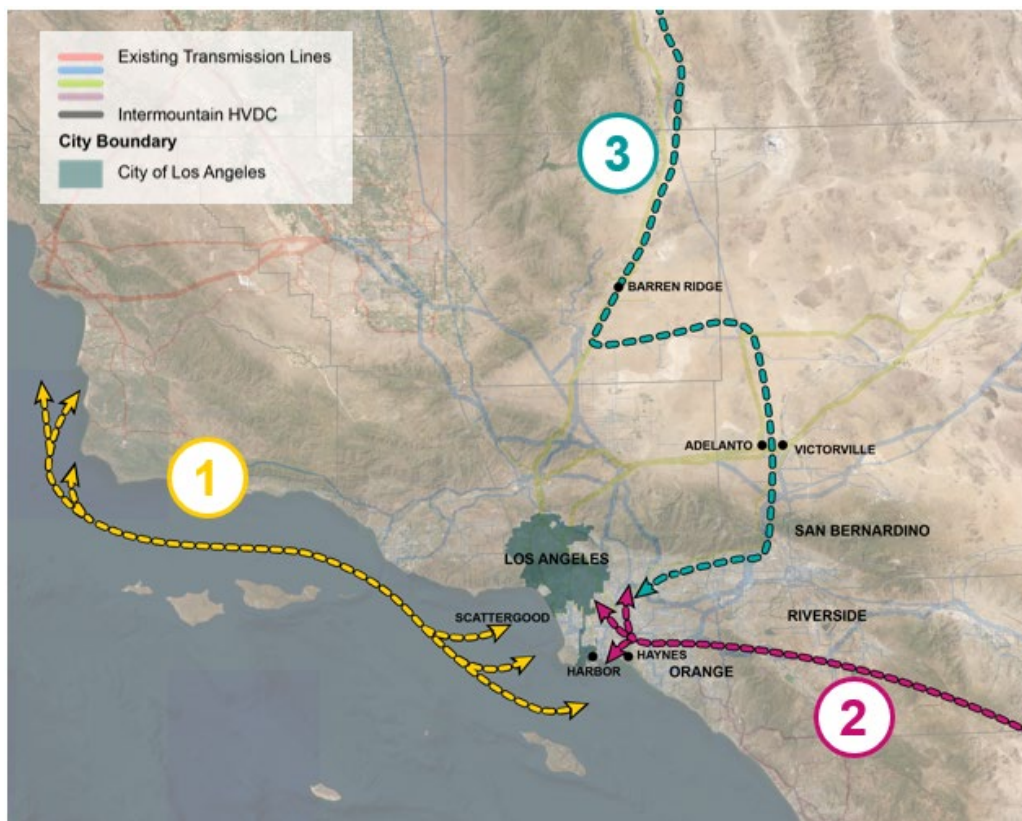 Existing Transmission Lines
Intermountain HVDC
City Boundary
City of Los Angeles
3
BARREN RIDGE
ADELANTO
VICTORVILLE
1
SAN BERNARDINO
LOS ANGELES
SCATTERGOOD
RIVERSIDE
HAYNES
HARBOR
ORANGE
2